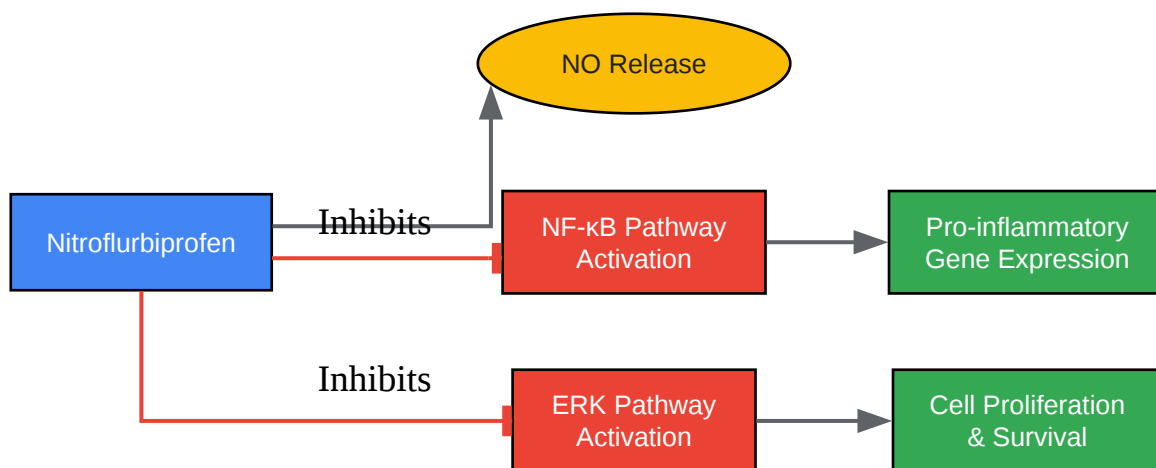 NO Release
Nitroflurbiprofen
Inhibits
NF-κB Pathway
Activation
Pro-inflammatory
Gene Expression
Inhibits
ERK Pathway
Activation
Cell Proliferation
& Survival